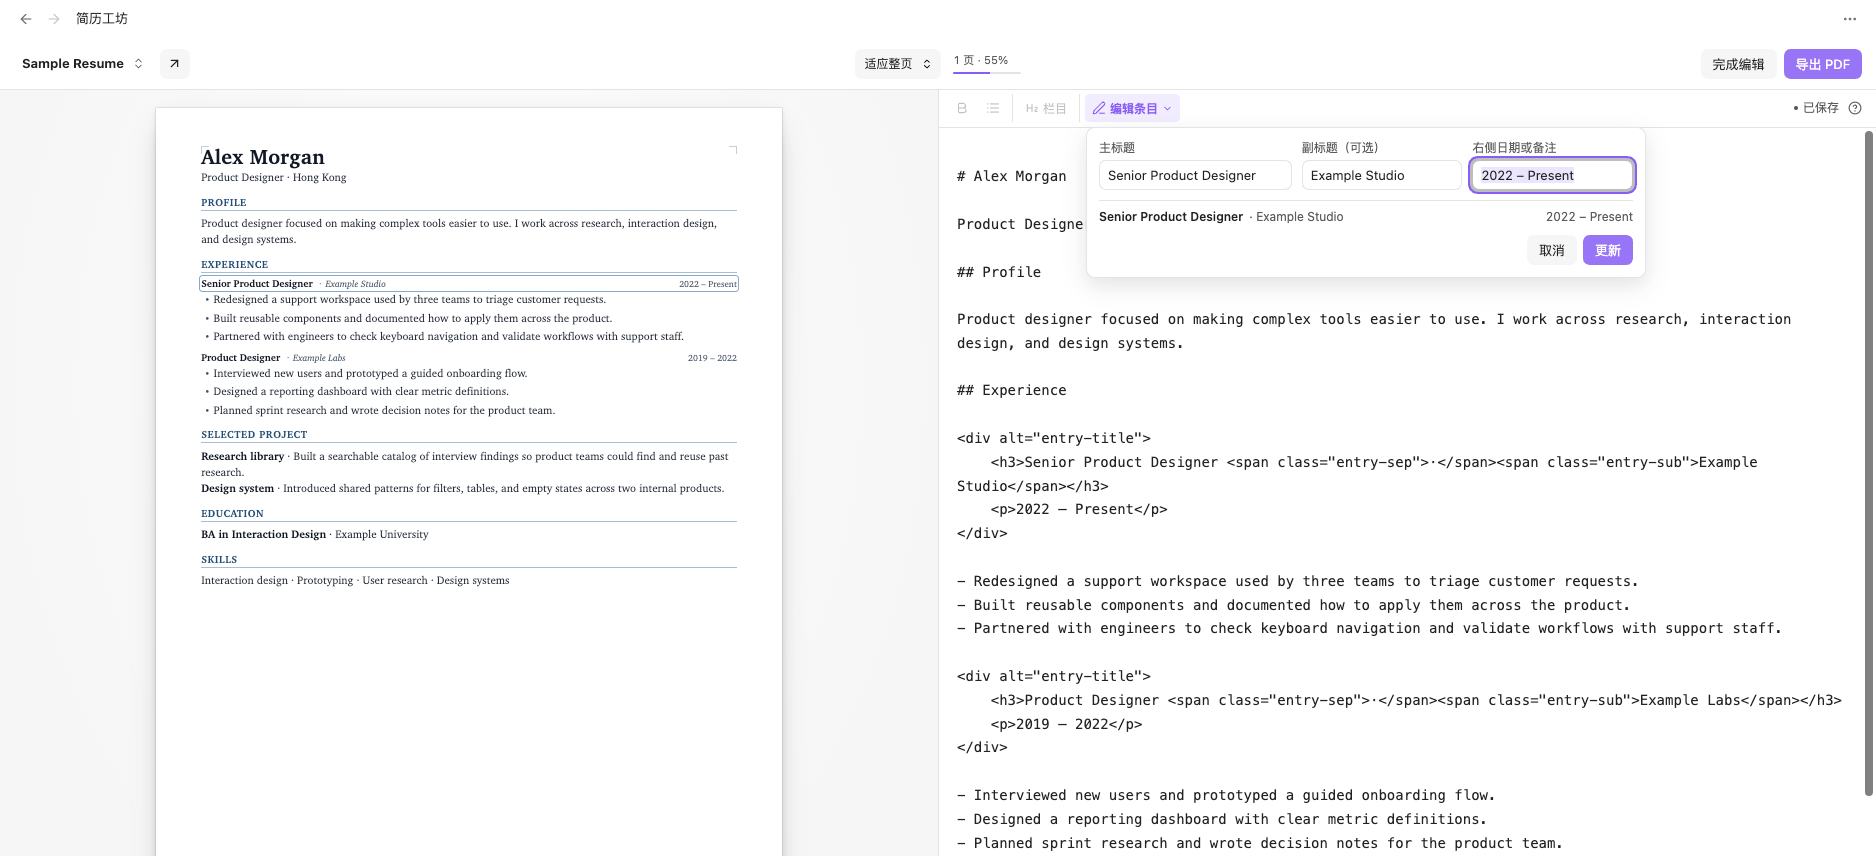 简历工坊
Sample Resume
适应整页
1 页 · 55%
完成编辑
导出 PDF
Alex Morgan
Product Designer · Hong Kong
PROFILE
Product designer focused on making complex tools easier to use. I work across research, interaction design,
and design systems.
EXPERIENCE
Senior Product Designer · Example Studio 2022 – Present
• Redesigned a support workspace used by three teams to triage customer requests.
• Built reusable components and documented how to apply them across the product.
• Partnered with engineers to check keyboard navigation and validate workflows with support staff.
Product Designer · Example Labs 2019 – 2022
• Interviewed new users and prototyped a guided onboarding flow.
• Designed a reporting dashboard with clear metric definitions.
• Planned sprint research and wrote decision notes for the product team.
SELECTED PROJECT
Research library · Built a searchable catalog of interview findings so product teams could find and reuse past
research.
Design system · Introduced shared patterns for filters, tables, and empty states across two internal products.
EDUCATION
BA in Interaction Design · Example University
SKILLS
Interaction design · Prototyping · User research · Design systems
B
H₂ 栏目
编辑条目
• 已保存
主标题 副标题（可选） 右侧日期或备注
Senior Product Designer Example Studio 2022 – Present
Senior Product Designer · Example Studio 2022 – Present
取消 更新
# Alex Morgan
Product Designe
## Profile
Product designer focused on making complex tools easier to use. I work across research, interaction
design, and design systems.
## Experience
<div alt="entry-title">
    <h3>Senior Product Designer <span class="entry-sep">·</span><span class="entry-sub">Example
Studio</span></h3>
    <p>2022 – Present</p>
</div>
- Redesigned a support workspace used by three teams to triage customer requests.
- Built reusable components and documented how to apply them across the product.
- Partnered with engineers to check keyboard navigation and validate workflows with support staff.
<div alt="entry-title">
    <h3>Product Designer <span class="entry-sep">·</span><span class="entry-sub">Example Labs</span></h3>
    <p>2019 – 2022</p>
</div>
- Interviewed new users and prototyped a guided onboarding flow.
- Designed a reporting dashboard with clear metric definitions.
- Planned sprint research and wrote decision notes for the product team.